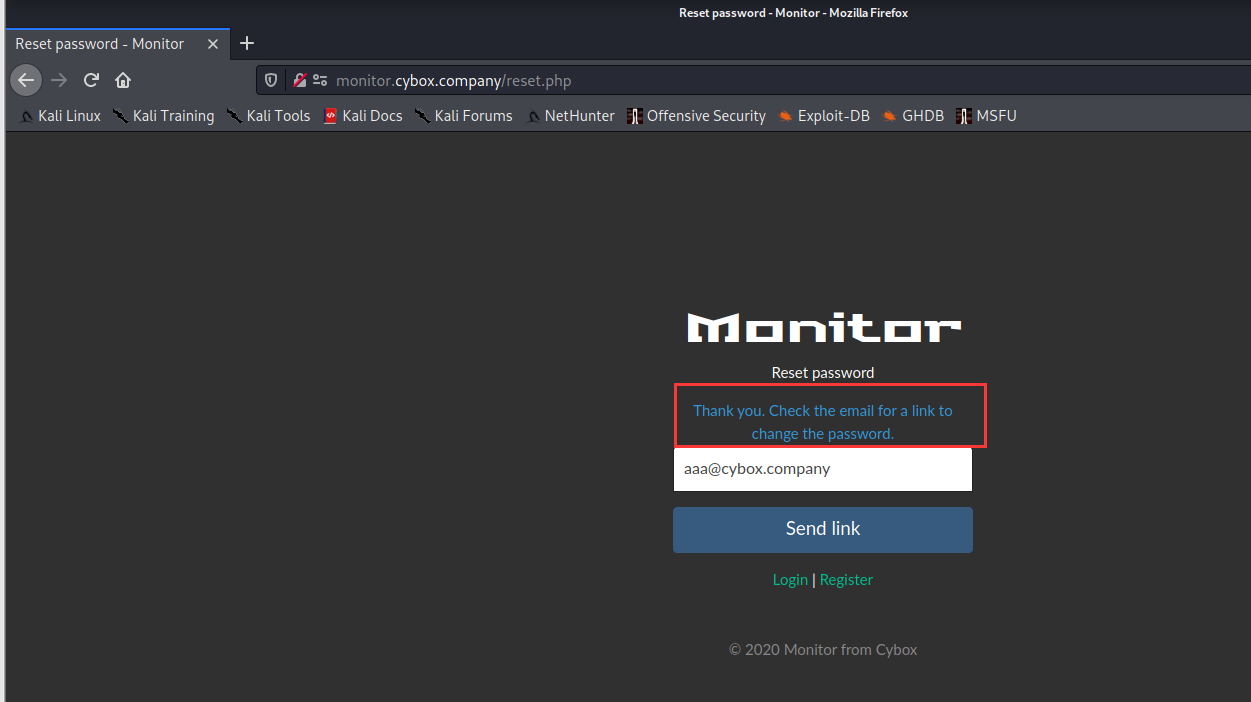 Reset password - Monitor - Mozilla Firefox
Reset password - Monitor
monitor.cybox.company/reset.php
Kali Linux Kali Training Kali Tools Kali Docs Kali Forums NetHunter Offensive Security Exploit-DB GHDB MSFU
Monitor
Reset password
Thank you. Check the email for a link to
change the password.
aaa@cybox.company
Send link
Login | Register
© 2020 Monitor from Cybox